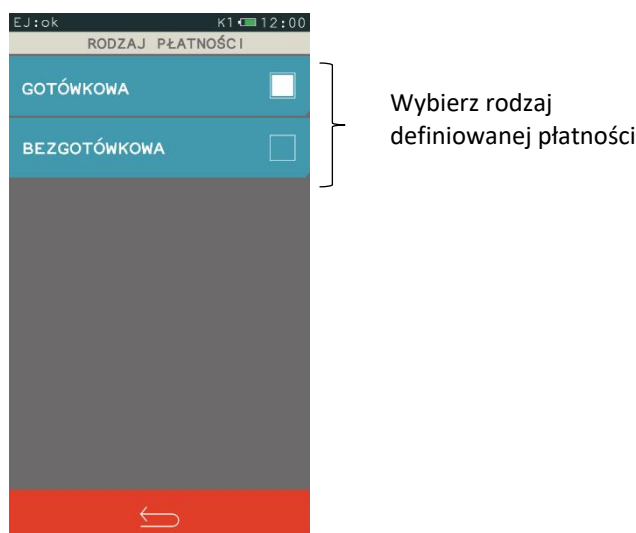 EJ:ok K1 12:00
RODZAJ PŁATNOŚCI
GOTÓWKOWA
BEZGOTÓWKOWA
Wybierz rodzaj
definiowanej płatności